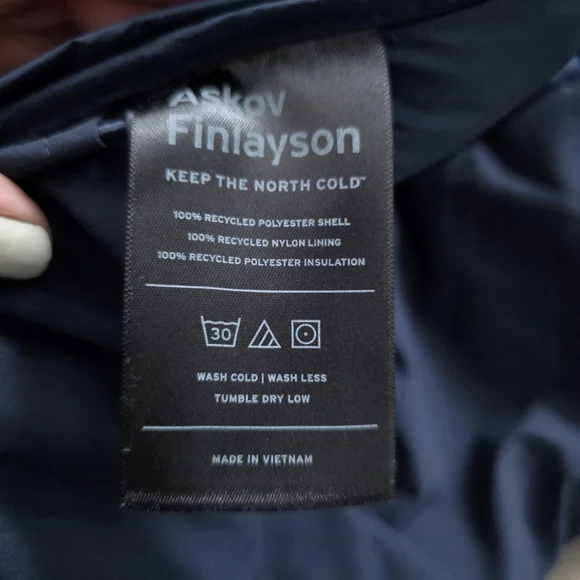 Askov
Finlayson
KEEP THE NORTH COLD™
100% RECYCLED POLYESTER SHELL
100% RECYCLED NYLON LINING
100% RECYCLED POLYESTER INSULATION
30
WASH COLD | WASH LESS
TUMBLE DRY LOW
MADE IN VIETNAM